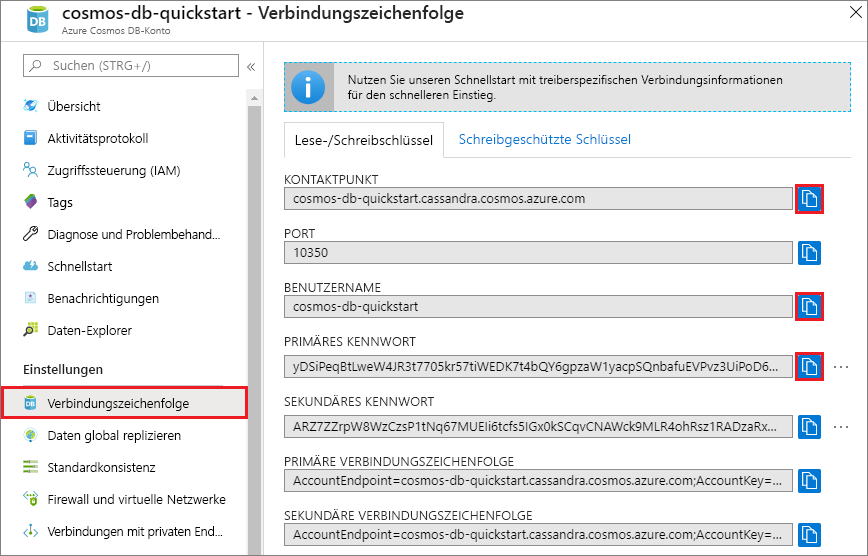 cosmos-db-quickstart - Verbindungszeichenfolge
Azure Cosmos DB-Konto
Suchen (STRG+/)
Übersicht
Aktivitätsprotokoll
Zugriffssteuerung (IAM)
Tags
Diagnose und Problembehand...
Schnellstart
Benachrichtigungen
Daten-Explorer
Einstellungen
Verbindungszeichenfolge
Daten global replizieren
Standardkonsistenz
Firewall und virtuelle Netzwerke
Verbindungen mit privaten End...
Nutzen Sie unseren Schnellstart mit treiberspezifischen Verbindungsinformationen
für den schnelleren Einstieg.
Lese-/Schreibschlüssel
Schreibgeschützte Schlüssel
KONTAKTPUNKT
cosmos-db-quickstart.cassandra.cosmos.azure.com
PORT
10350
BENUTZERNAME
cosmos-db-quickstart
PRIMÄRES KENNWORT
yDSiPeqBtLweW4JR3t7705kr57tiWEDK7t4bQY6gpzaW1yacpSQnbafuEVPvz3UiPoD6...
SEKUNDÄRES KENNWORT
ARZ7ZZrpW8WzCzsP1tNq67MUEIi6tcfs5IGx0kSCqvCNAWck9MLR4ohRsz1RADzaRx...
PRIMÄRE VERBINDUNGSZEICHENFOLGE
AccountEndpoint=cosmos-db-quickstart.cassandra.cosmos.azure.com;AccountKey=...
SEKUNDÄRE VERBINDUNGSZEICHENFOLGE
AccountEndpoint=cosmos-db-quickstart.cassandra.cosmos.azure.com;AccountKey=...